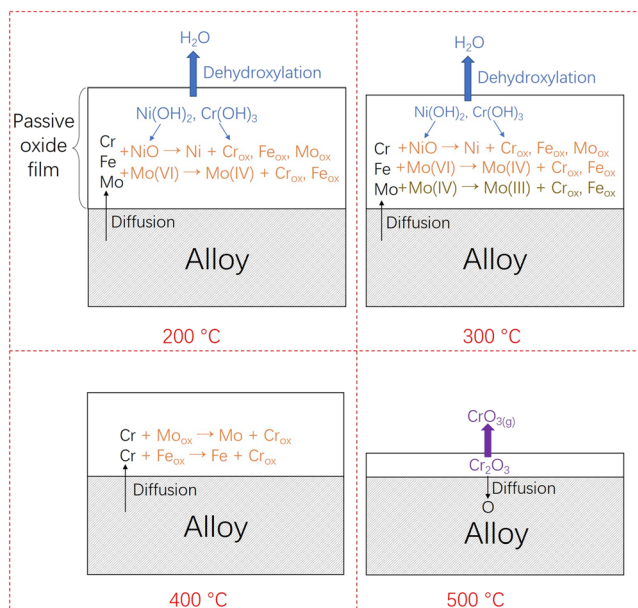 H₂O
Dehydroxylation
Ni(OH)₂, Cr(OH)₃
Passive
oxide
film
Cr
Fe
Mo
+NiO → Ni + Crₒₓ, Feₒₓ, Moₒₓ
+Mo(VI) → Mo(IV) + Crₒₓ, Feₒₓ
Diffusion
Alloy
200 °C
H₂O
Dehydroxylation
Ni(OH)₂, Cr(OH)₃
Cr +NiO → Ni + Crₒₓ, Feₒₓ, Moₒₓ
Fe +Mo(VI) → Mo(IV) + Crₒₓ, Feₒₓ
Mo +Mo(IV) → Mo(III) + Crₒₓ, Feₒₓ
Diffusion
Alloy
300 °C
Cr + Moₒₓ → Mo + Crₒₓ
Cr + Feₒₓ → Fe + Crₒₓ
Diffusion
Alloy
400 °C
CrO₃₍g₎
Cr₂O₃
Diffusion
O
Alloy
500 °C